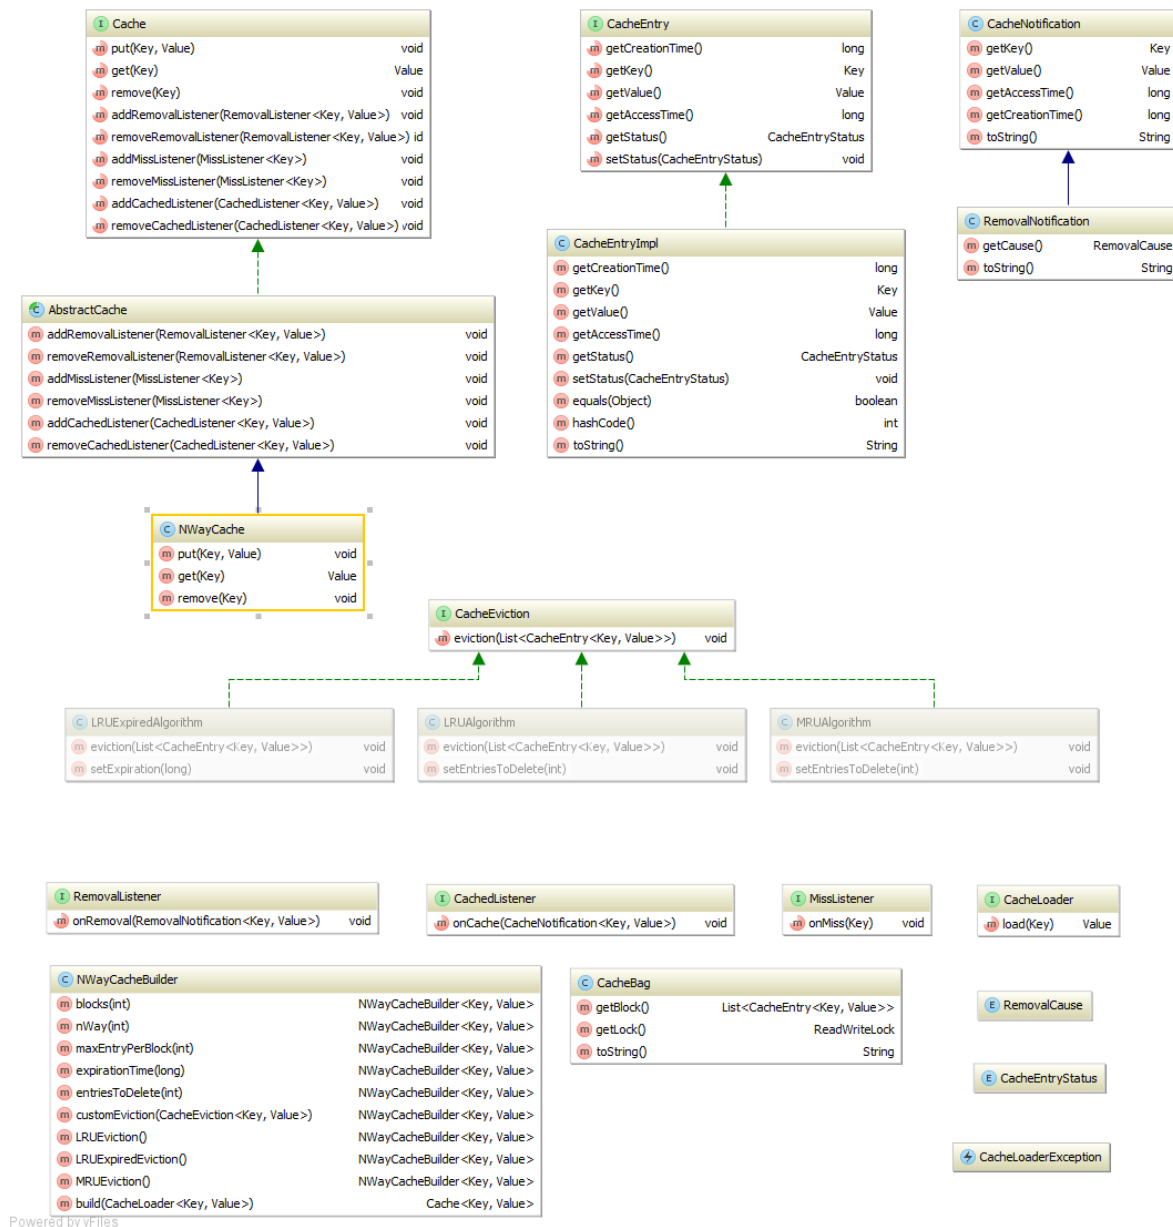 Cache
put(Key, Value) void
get(Key) Value
remove(Key) void
addRemovalListener(RemovalListener<Key, Value>) void
removeRemovalListener(RemovalListener<Key, Value>) id
addMissListener(MissListener<Key>) void
removeMissListener(MissListener<Key>) void
addCachedListener(CachedListener<Key, Value>) void
removeCachedListener(CachedListener<Key, Value>) void
CacheEntry
getCreationTime() long
getKey() Key
getValue() Value
getAccessTime() long
getStatus() CacheEntryStatus
setStatus(CacheEntryStatus) void
CacheNotification
getKey() Key
getValue() Value
getAccessTime() long
getCreationTime() long
toString() String
RemovalNotification
getCause() RemovalCause
toString() String
CacheEntryImpl
getCreationTime() long
getKey() Key
getValue() Value
getAccessTime() long
getStatus() CacheEntryStatus
setStatus(CacheEntryStatus) void
equals(Object) boolean
hashCode() int
toString() String
AbstractCache
addRemovalListener(RemovalListener<Key, Value>) void
removeRemovalListener(RemovalListener<Key, Value>) void
addMissListener(MissListener<Key>) void
removeMissListener(MissListener<Key>) void
addCachedListener(CachedListener<Key, Value>) void
removeCachedListener(CachedListener<Key, Value>) void
NWayCache
put(Key, Value) void
get(Key) Value
remove(Key) void
CacheEviction
eviction(List<CacheEntry<Key, Value>>) void
LRUExpiredAlgorithm
eviction(List<CacheEntry<Key, Value>>) void
setExpiration(long) void
LRUAlgorithm
eviction(List<CacheEntry<Key, Value>>) void
setEntriesToDelete(int) void
MRUAlgorithm
eviction(List<CacheEntry<Key, Value>>) void
setEntriesToDelete(int) void
RemovalListener
onRemoval(RemovalNotification<Key, Value>) void
CachedListener
onCache(CacheNotification<Key, Value>) void
MissListener
onMiss(Key) void
CacheLoader
load(Key) Value
NWayCacheBuilder
blocks(int) NWayCacheBuilder<Key, Value>
nWay(int) NWayCacheBuilder<Key, Value>
maxEntryPerBlock(int) NWayCacheBuilder<Key, Value>
expirationTime(long) NWayCacheBuilder<Key, Value>
entriesToDelete(int) NWayCacheBuilder<Key, Value>
customEviction(CacheEviction<Key, Value>) NWayCacheBuilder<Key, Value>
LRUEviction() NWayCacheBuilder<Key, Value>
LRUExpiredEviction() NWayCacheBuilder<Key, Value>
MRUEviction() NWayCacheBuilder<Key, Value>
build(CacheLoader<Key, Value>) Cache<Key, Value>
CacheBag
getBlock() List<CacheEntry<Key, Value>>
getLock() ReadWriteLock
toString() String
RemovalCause
CacheEntryStatus
CacheLoaderException
Powered by yFiles